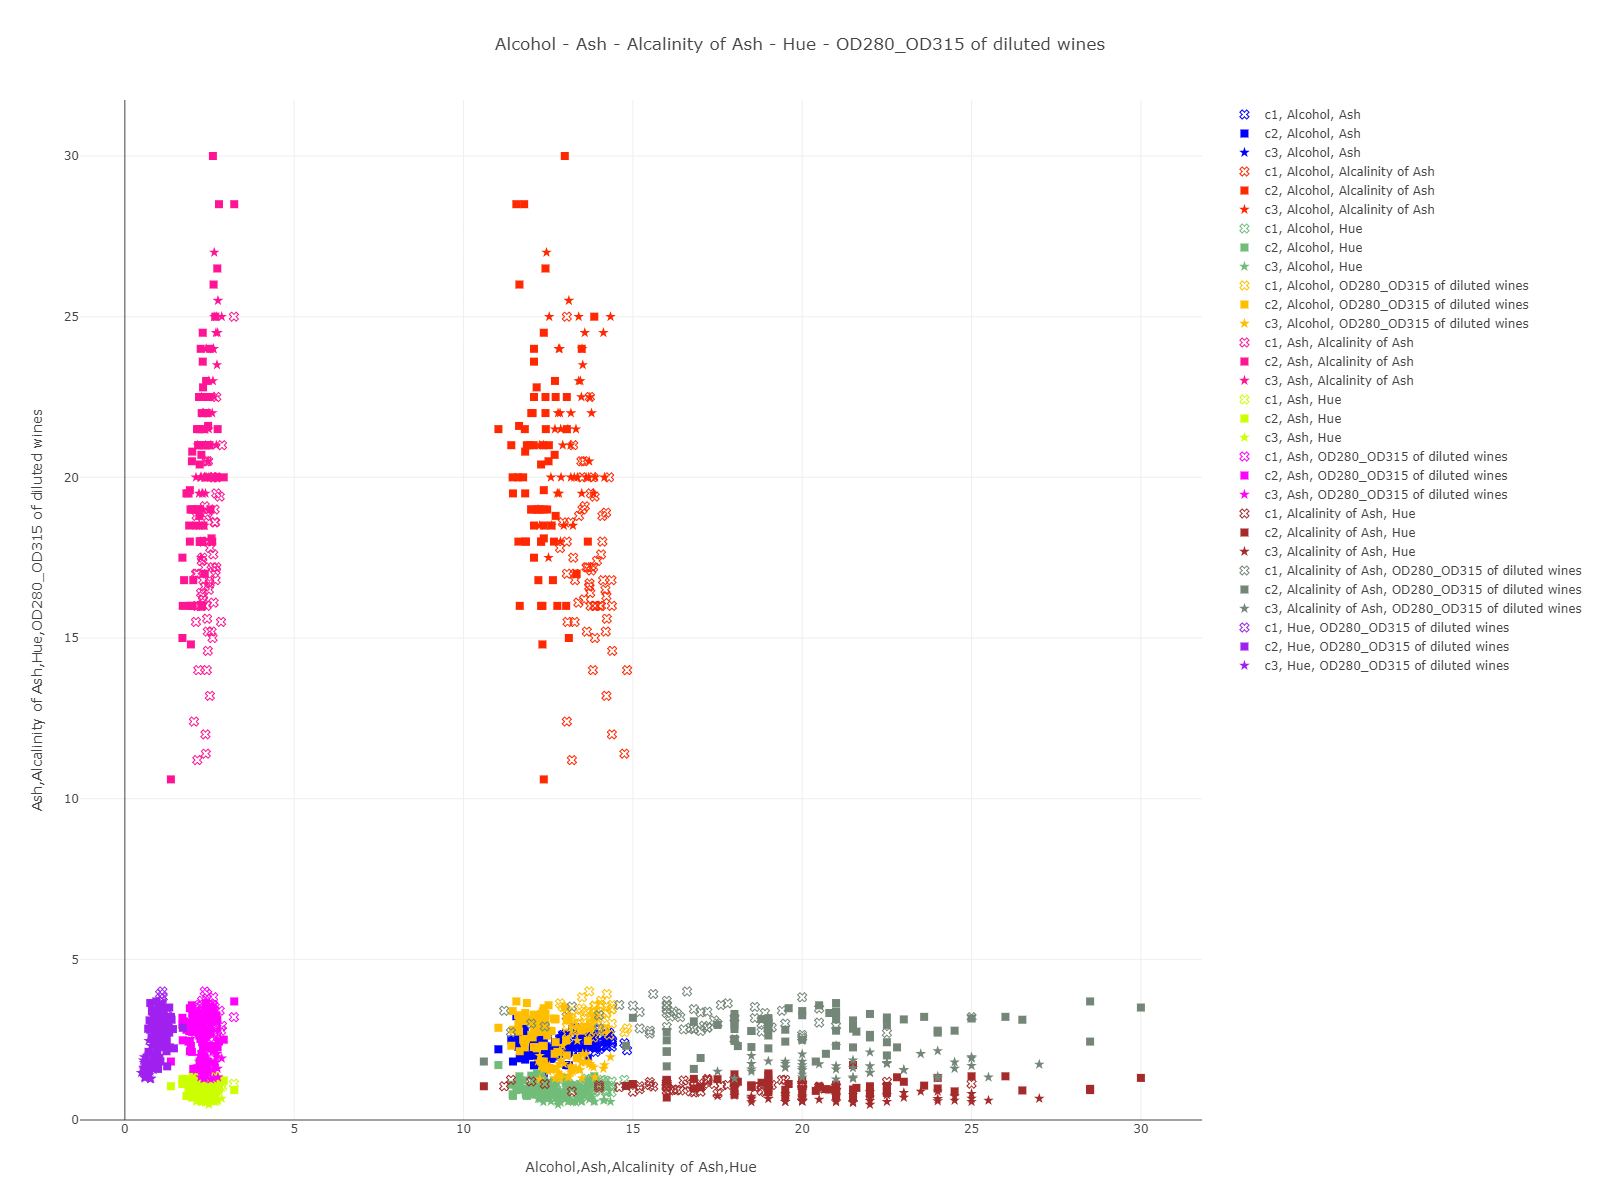 Alcohol - Ash - Alcalinity of Ash - Hue - OD280_OD315 of diluted wines
c1, Alcohol, Ash
c2, Alcohol, Ash
c3, Alcohol, Ash
c1, Alcohol, Alcalinity of Ash
c2, Alcohol, Alcalinity of Ash
c3, Alcohol, Alcalinity of Ash
c1, Alcohol, Hue
c2, Alcohol, Hue
c3, Alcohol, Hue
c1, Alcohol, OD280_OD315 of diluted wines
c2, Alcohol, OD280_OD315 of diluted wines
c3, Alcohol, OD280_OD315 of diluted wines
c1, Ash, Alcalinity of Ash
c2, Ash, Alcalinity of Ash
c3, Ash, Alcalinity of Ash
c1, Ash, Hue
c2, Ash, Hue
c3, Ash, Hue
c1, Ash, OD280_OD315 of diluted wines
c2, Ash, OD280_OD315 of diluted wines
c3, Ash, OD280_OD315 of diluted wines
c1, Alcalinity of Ash, Hue
c2, Alcalinity of Ash, Hue
c3, Alcalinity of Ash, Hue
c1, Alcalinity of Ash, OD280_OD315 of diluted wines
c2, Alcalinity of Ash, OD280_OD315 of diluted wines
c3, Alcalinity of Ash, OD280_OD315 of diluted wines
c1, Hue, OD280_OD315 of diluted wines
c2, Hue, OD280_OD315 of diluted wines
c3, Hue, OD280_OD315 of diluted wines
Ash,Alcalinity of Ash,Hue,OD280_OD315 of diluted wines
30
25
20
15
10
5
0
0 5 10 15 20 25 30
Alcohol,Ash,Alcalinity of Ash,Hue